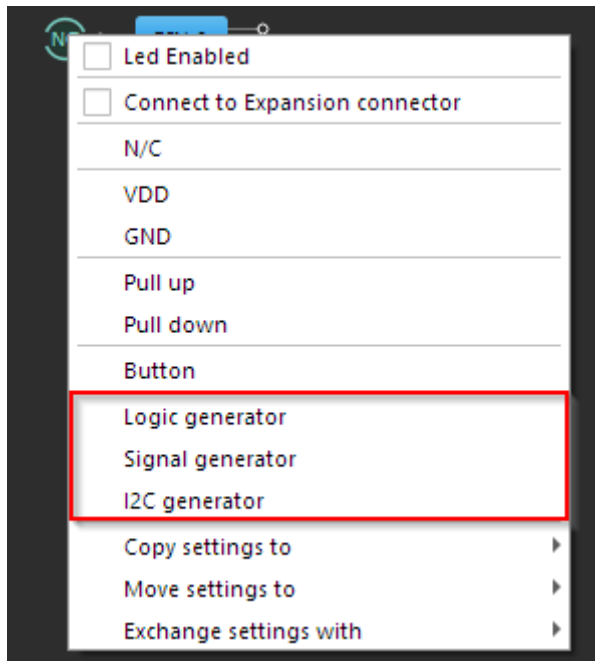 Led Enabled
Connect to Expansion connector
N/C
VDD
GND
Pull up
Pull down
Button
Logic generator
Signal generator
I2C generator
Copy settings to
Move settings to
Exchange settings with